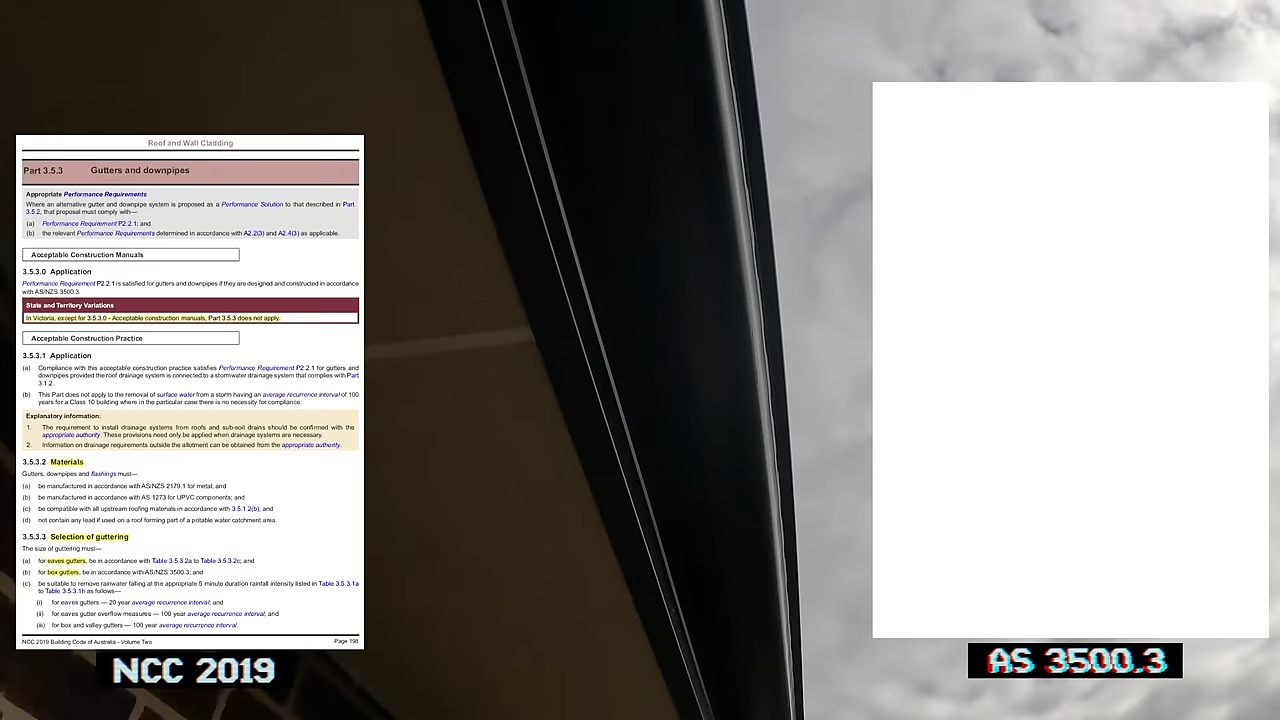 Roof and Wall Cladding
Part 3.5.3 Gutters and downpipes
Appropriate Performance Requirements
Where an alternative gutter and downpipe system is proposed as a Performance Solution to that described in Part
3.5.2, that proposal must comply with—
(a) Performance Requirement P2.2.1; and
(b) the relevant Performance Requirements determined in accordance with A2.2(3) and A2.4(3) as applicable.
Acceptable Construction Manuals
3.5.3.0 Application
Performance Requirement P2.2.1 is satisfied for gutters and downpipes if they are designed and constructed in accordance
with AS/NZS 3500.3.
State and Territory Variations
In Victoria, except for 3.5.3.0 - Acceptable construction manuals, Part 3.5.3 does not apply.
Acceptable Construction Practice
3.5.3.1 Application
(a) Compliance with this acceptable construction practice satisfies Performance Requirement P2.2.1 for gutters and
downpipes provided the roof drainage system is connected to a stormwater drainage system that complies with Part
3.1.2.
(b) This Part does not apply to the removal of surface water from a storm having an average recurrence interval of 100
years for a Class 10 building where in the particular case there is no necessity for compliance.
Explanatory information:
1. The requirement to install drainage systems from roofs and sub-soil drains should be confirmed with the
appropriate authority. These provisions need only be applied when drainage systems are necessary.
2. Information on drainage requirements outside the allotment can be obtained from the appropriate authority.
3.5.3.2 Materials
Gutters, downpipes and flashings must—
(a) be manufactured in accordance with AS/NZS 2179.1 for metal; and
(b) be manufactured in accordance with AS 1273 for UPVC components; and
(c) be compatible with all upstream roofing materials in accordance with 3.5.1.2(b); and
(d) not contain any lead if used on a roof forming part of a potable water catchment area.
3.5.3.3 Selection of guttering
The size of guttering must—
(a) for eaves gutters, be in accordance with Table 3.5.3.2a to Table 3.5.3.2c; and
(b) for box gutters, be in accordance with AS/NZS 3500.3; and
(c) be suitable to remove rainwater falling at the appropriate 5 minute duration rainfall intensity listed in Table 3.5.3.1a
to Table 3.5.3.1h as follows—
(i) for eaves gutters — 20 year average recurrence interval; and
(ii) for eaves gutter overflow measures — 100 year average recurrence interval; and
(iii) for box and valley gutters — 100 year average recurrence interval.
NCC 2019 Building Code of Australia - Volume Two Page 198
NCC 2019
AS 3500.3